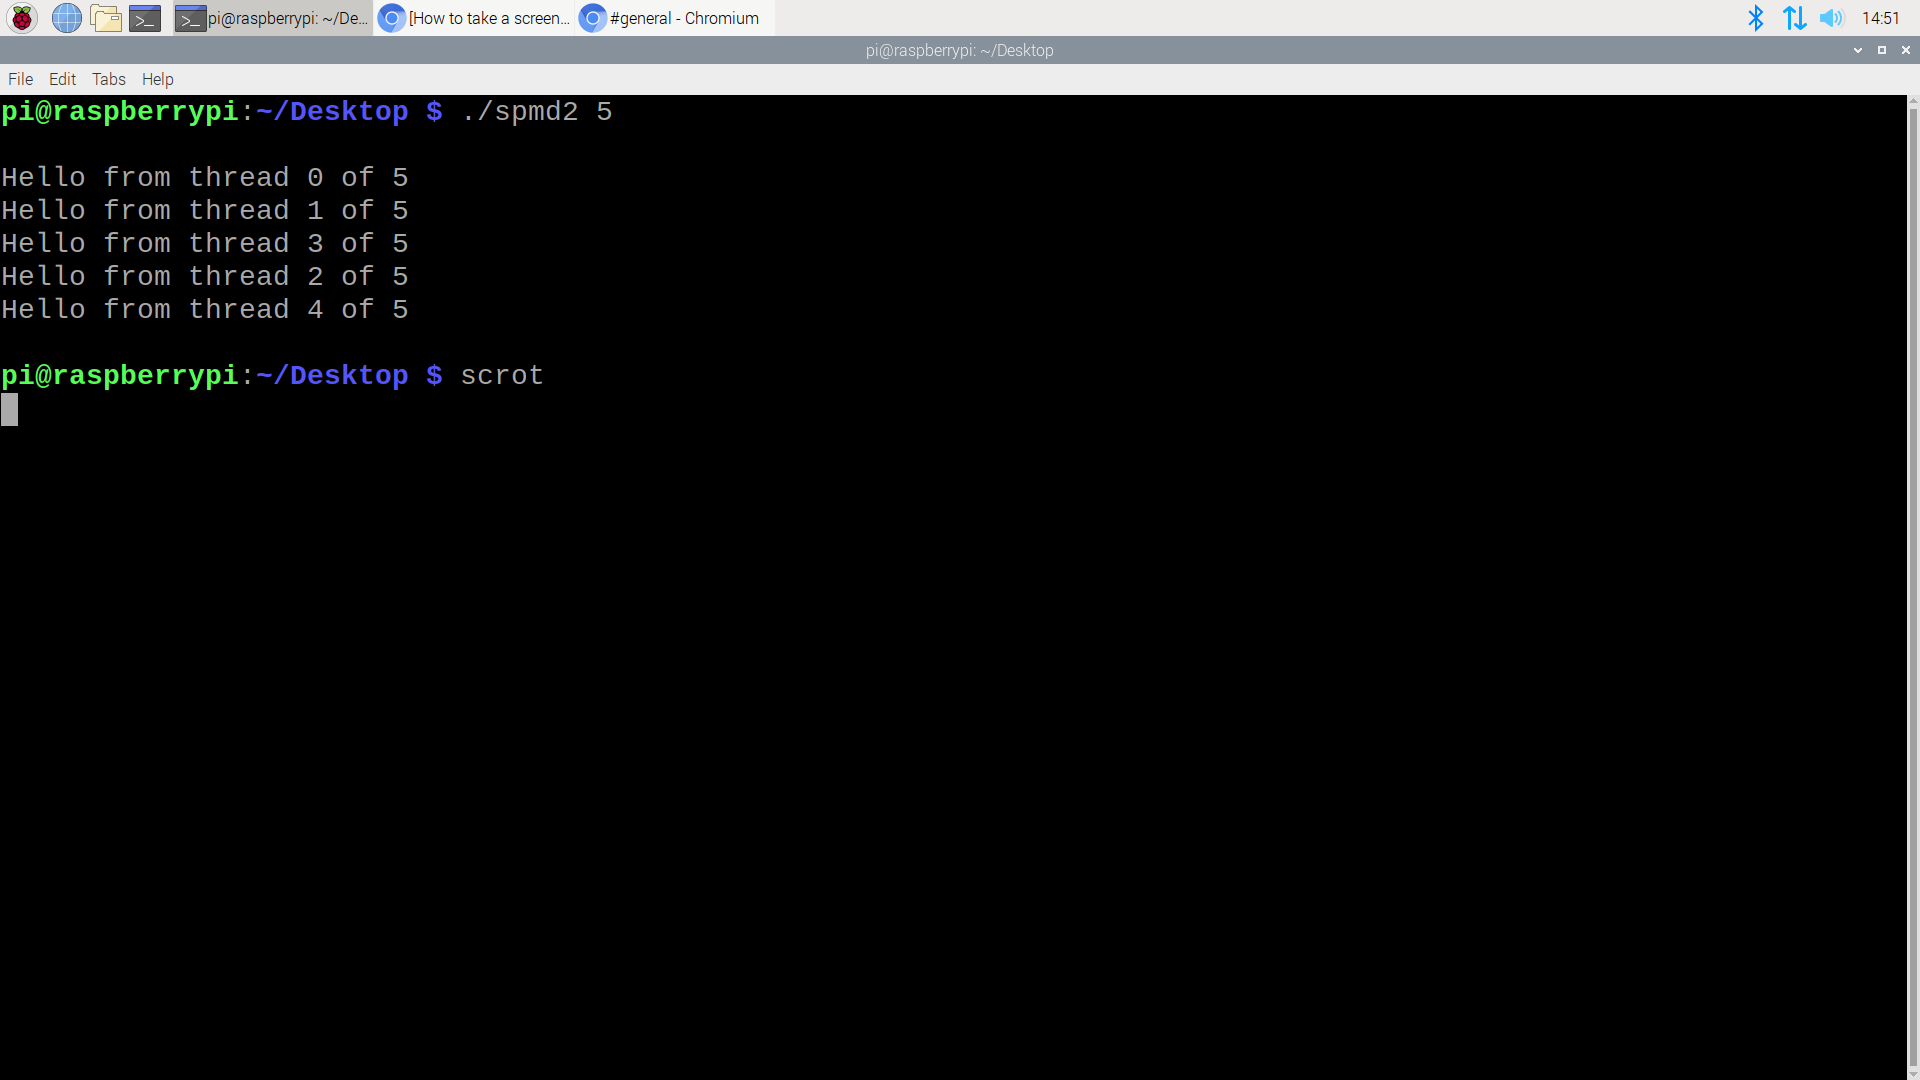 pi@raspberrypi: ~/De... [How to take a screen... #general - Chromium 14:51
pi@raspberrypi: ~/Desktop
File Edit Tabs Help
pi@raspberrypi:~/Desktop $ ./spmd2 5
Hello from thread 0 of 5
Hello from thread 1 of 5
Hello from thread 3 of 5
Hello from thread 2 of 5
Hello from thread 4 of 5
pi@raspberrypi:~/Desktop $ scrot